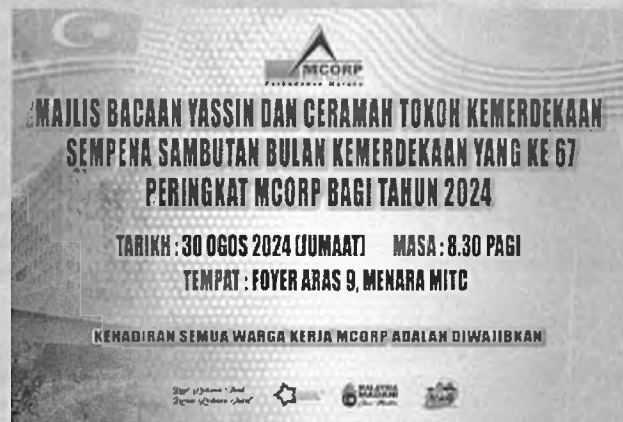 MCORP
Perbadanan Melaka
MAJLIS BACAAN YASSIN DAN CERAMAH TOKOH KEMERDEKAAN
SEMPENA SAMBUTAN BULAN KEMERDEKAAN YANG KE 67
PERINGKAT MCORP BAGI TAHUN 2024
TARIKH : 30 OGOS 2024 (JUMAAT) MASA : 8.30 PAGI
TEMPAT : FOYER ARAS 9, MENARA MITC
KEHADIRAN SEMUA WARGA KERJA MCORP ADALAH DIWAJIBKAN
MALAYSIA
MADANI